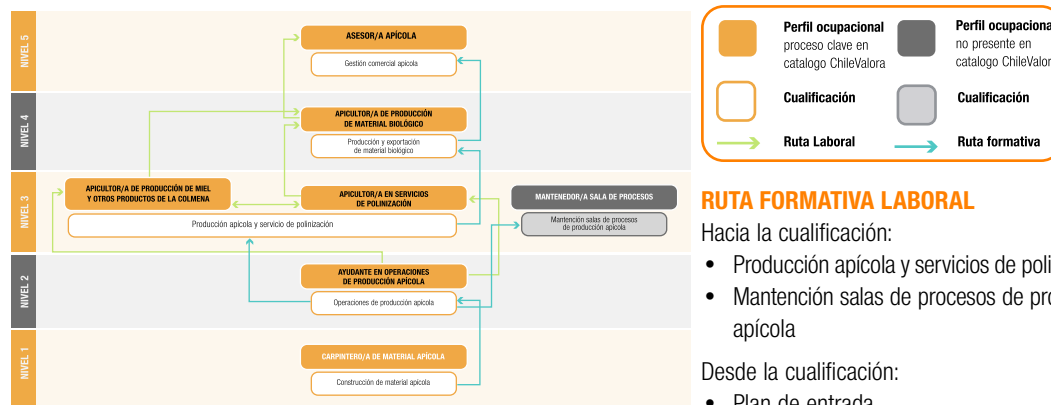 NIVEL 5
ASESOR/A APÍCOLA
Gestión comercial apícola
NIVEL 4
APICULTOR/A DE PRODUCCIÓN
DE MATERIAL BIOLÓGICO
Producción y exportación
de material biológico
NIVEL 3
APICULTOR/A DE PRODUCCIÓN DE MIEL
Y OTROS PRODUCTOS DE LA COLMENA
APICULTOR/A EN SERVICIOS
DE POLINIZACIÓN
Producción apícola y servicio de polinización
MANTENEDOR/A SALA DE PROCESOS
Mantención salas de procesos
de producción apícola
NIVEL 2
AYUDANTE EN OPERACIONES
DE PRODUCCIÓN APÍCOLA
Operaciones de producción apícola
NIVEL 1
CARPINTERO/A DE MATERIAL APÍCOLA
Construcción de material apícola
Perfil ocupacional
proceso clave en
catalogo ChileValora
Perfil ocupaciona
no presente en
catalogo ChileValor
Cualificación
Cualificación
Ruta Laboral
Ruta formativa
RUTA FORMATIVA LABORAL
Hacia la cualificación:
• Producción apícola y servicios de poli
• Mantención salas de procesos de pro
apícola
Desde la cualificación:
• Plan de entrada